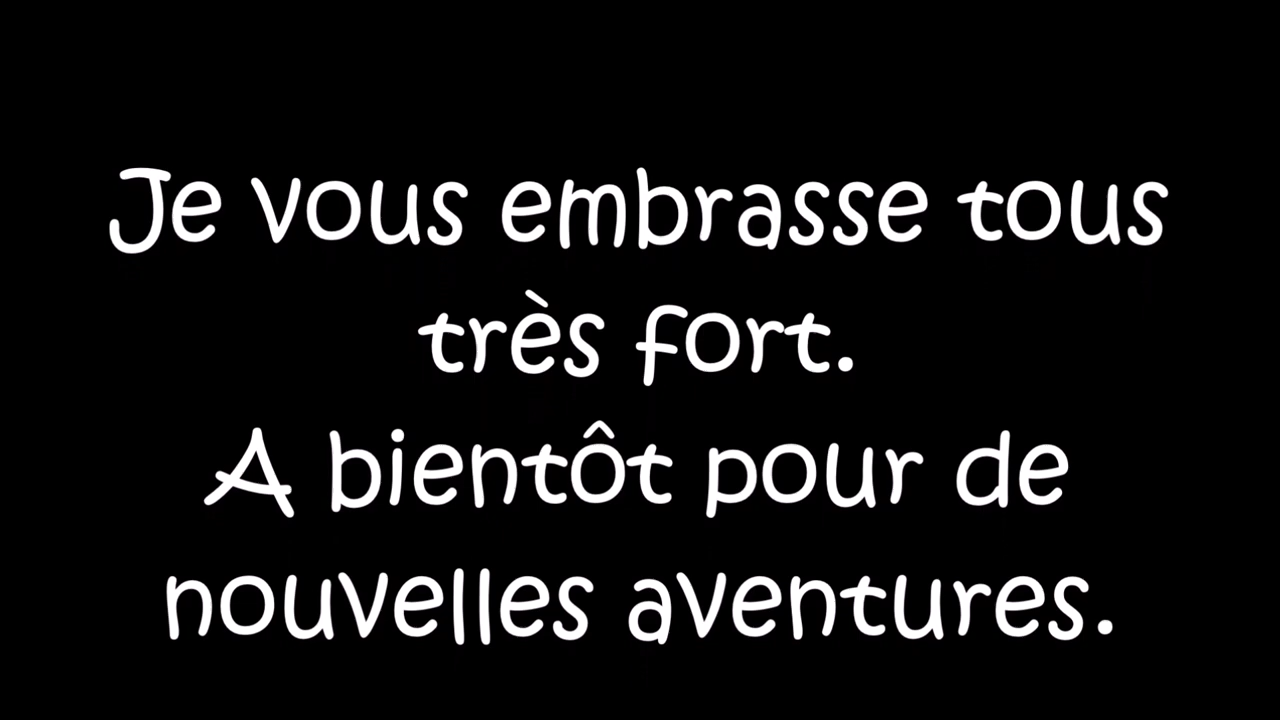 Je vous embrasse tous
très fort.
A bientôt pour de
nouvelles aventures.